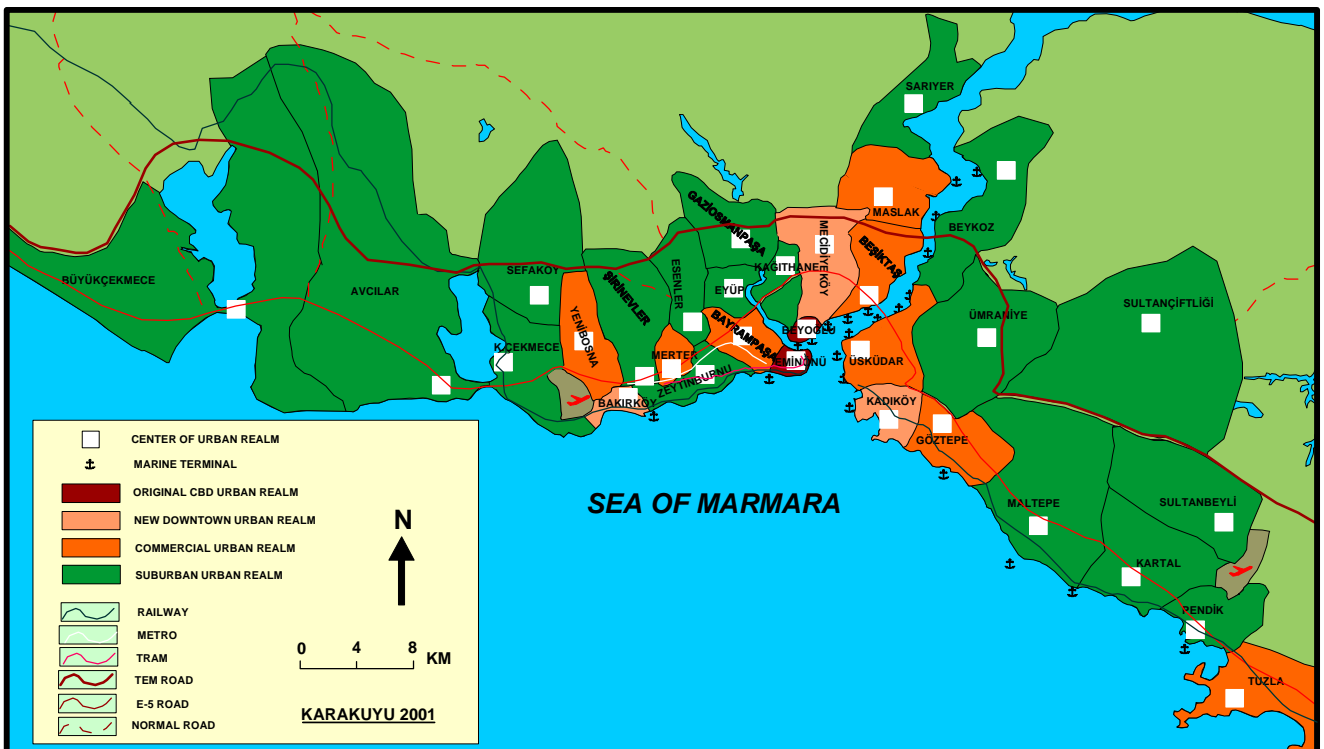 SARIYER
MASLAK
BEYKOZ
GAZİOSMANPAŞA
MECİDİYEKÖY
BEŞİKTAŞ
KAĞITHANE
BÜYÜKÇEKMECE
AVCILAR
SEFAKÖY
ŞİRİNEVLER
ESENLER
EYÜP
SULTANÇİFTLİĞİ
ÜMRANİYE
YENİBOSNA
BAYRAMPAŞA
BEYOĞLU
K.ÇEKMECE
MERTER
EMİNÖNÜ
ÜSKÜDAR
ZEYTİNBURNU
BAKIRKÖY
KADIKÖY
GÖZTEPE
SEA OF MARMARA
MALTEPE
SULTANBEYLİ
KARTAL
PENDİK
TUZLA
CENTER OF URBAN REALM
MARINE TERMINAL
ORIGINAL CBD URBAN REALM
NEW DOWNTOWN URBAN REALM
COMMERCIAL URBAN REALM
SUBURBAN URBAN REALM
RAILWAY
METRO
TRAM
TEM ROAD
E-5 ROAD
NORMAL ROAD
N
0 4 8 KM
KARAKUYU 2001